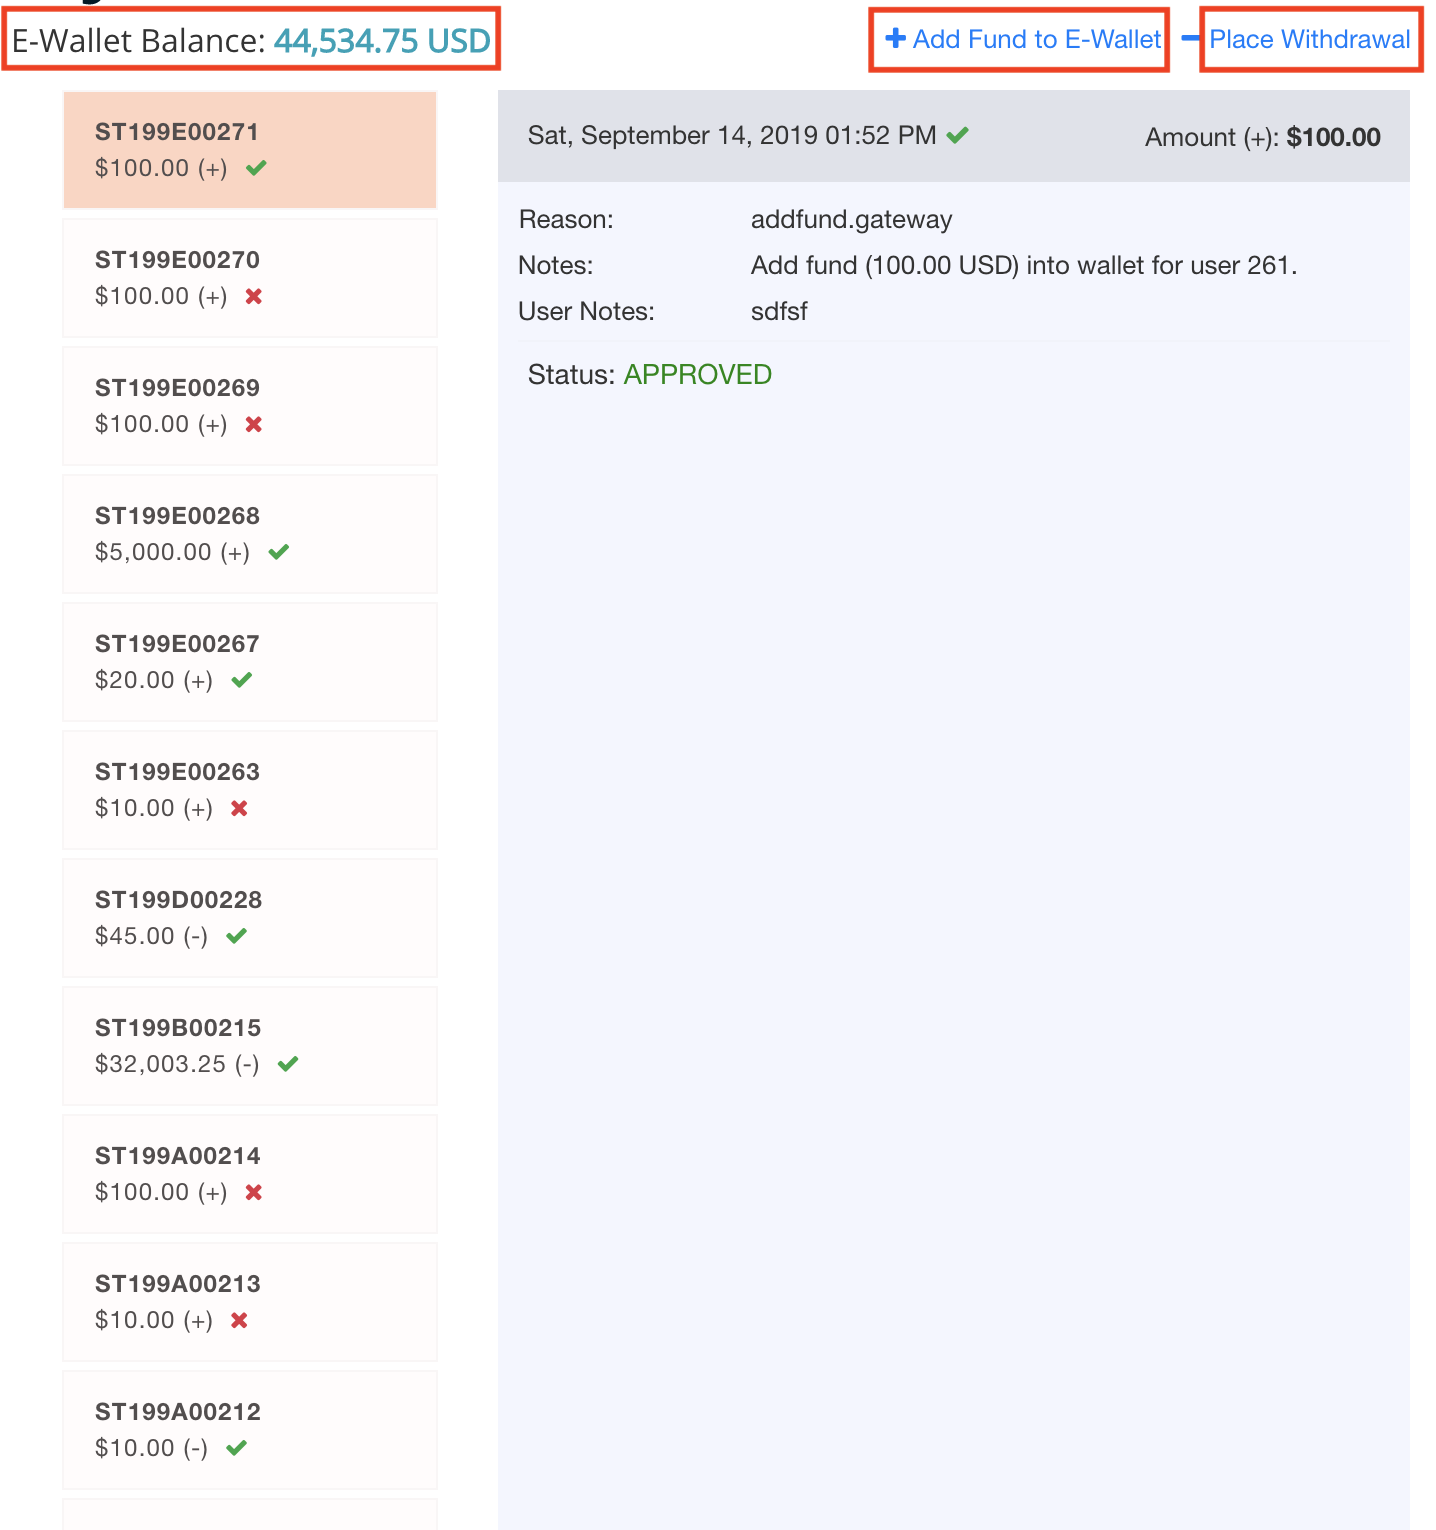 E-Wallet Balance: 44,534.75 USD
Add Fund to E-Wallet
Place Withdrawal
ST199E00271
$100.00 (+)
ST199E00270
$100.00 (+)
ST199E00269
$100.00 (+)
ST199E00268
$5,000.00 (+)
ST199E00267
$20.00 (+)
ST199E00263
$10.00 (+)
ST199D00228
$45.00 (-)
ST199B00215
$32,003.25 (-)
ST199A00214
$100.00 (+)
ST199A00213
$10.00 (+)
ST199A00212
$10.00 (-)
Sat, September 14, 2019 01:52 PM
Amount (+): $100.00
Reason: addfund.gateway
Notes: Add fund (100.00 USD) into wallet for user 261.
User Notes: sdfsf
Status: APPROVED